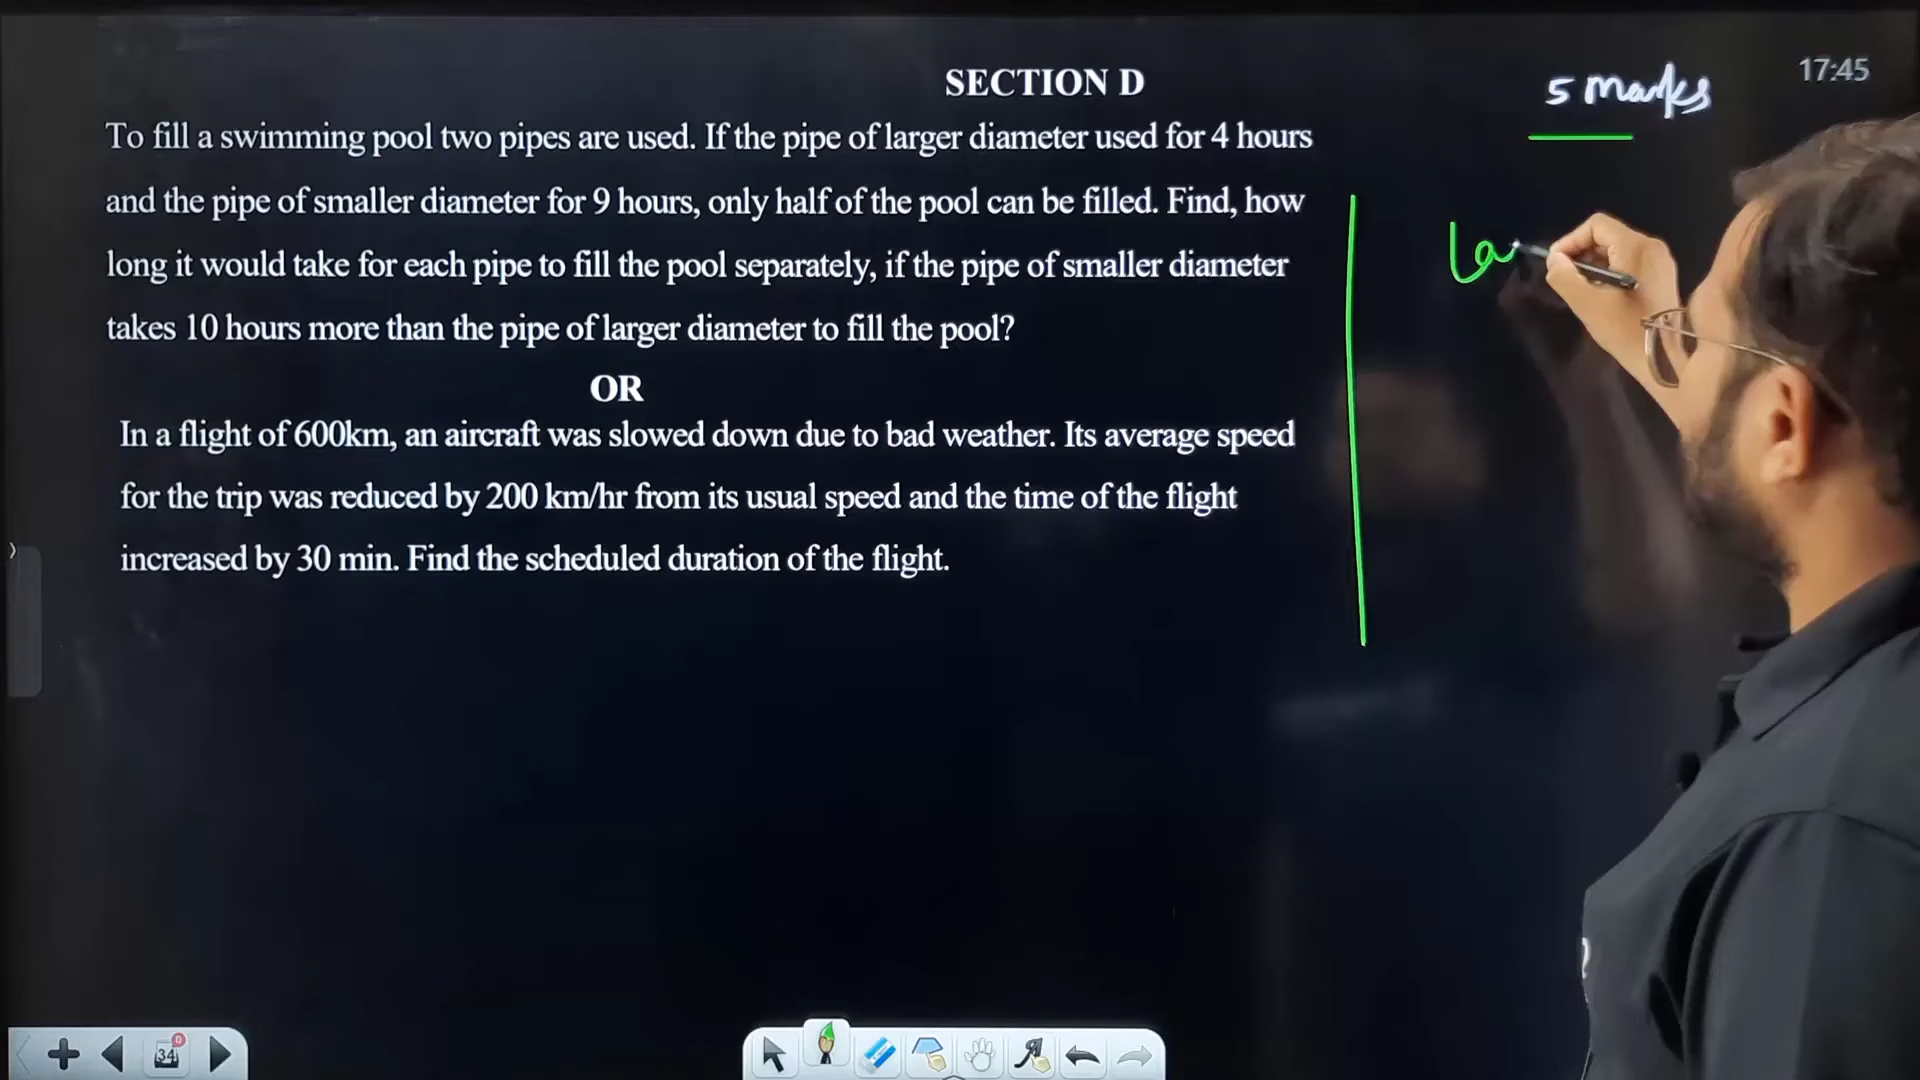 SECTION D
5 marks
17:45
To fill a swimming pool two pipes are used. If the pipe of larger diameter used for 4 hours
and the pipe of smaller diameter for 9 hours, only half of the pool can be filled. Find, how
long it would take for each pipe to fill the pool separately, if the pipe of smaller diameter
takes 10 hours more than the pipe of larger diameter to fill the pool?
La
OR
In a flight of 600km, an aircraft was slowed down due to bad weather. Its average speed
for the trip was reduced by 200 km/hr from its usual speed and the time of the flight
increased by 30 min. Find the scheduled duration of the flight.
34
0